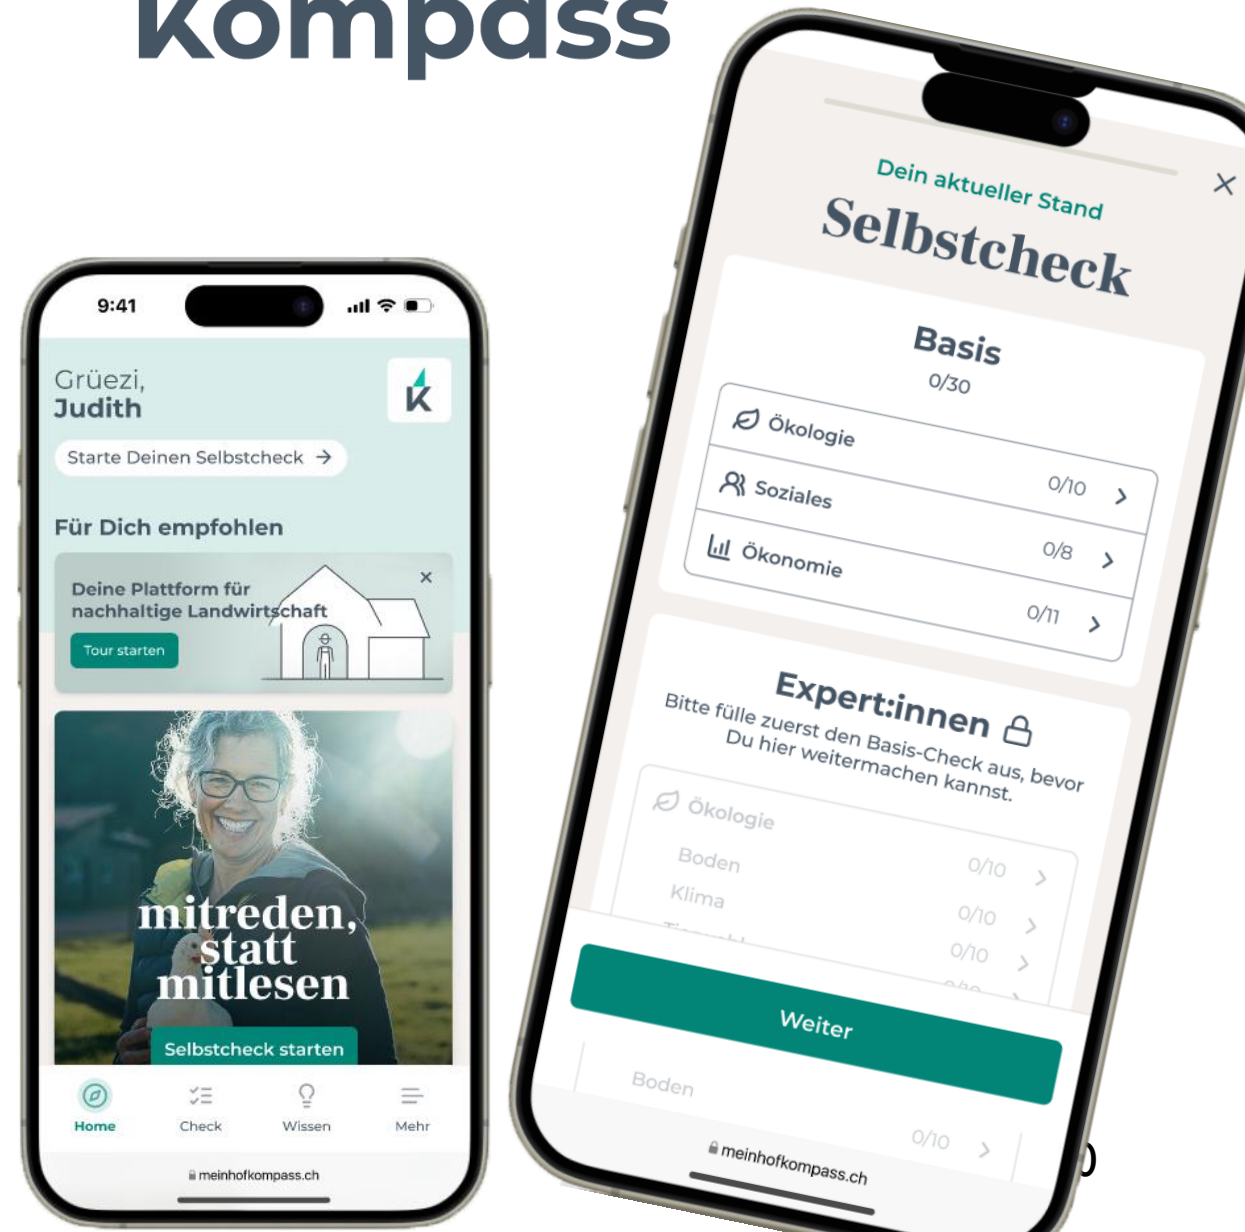 kompass
9:41
Grüezi,
Judith
Starte Deinen Selbstcheck →
Für Dich empfohlen
Deine Plattform für
nachhaltige Landwirtschaft
Tour starten
mitreden,
statt
mitlesen
Selbstcheck starten
Home Check Wissen Mehr
meinhofkompass.ch
Dein aktueller Stand
Selbstcheck
Basis
0/30
Ökologie 0/10
Soziales 0/8
Ökonomie 0/11
Expert:innen
Bitte fülle zuerst den Basis-Check aus, bevor
Du hier weitermachen kannst.
Ökologie 0/10
Boden 0/10
Klima 0/10
Weiter
Boden 0/10
meinhofkompass.ch